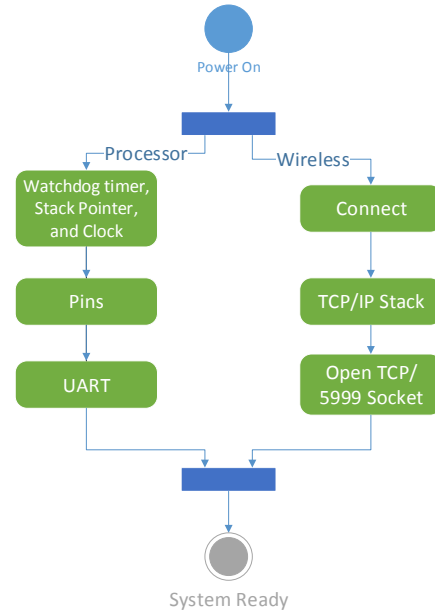 Power On
Processor
Wireless
Watchdog timer,
Stack Pointer,
and Clock
Connect
Pins
TCP/IP Stack
UART
Open TCP/
5999 Socket
System Ready